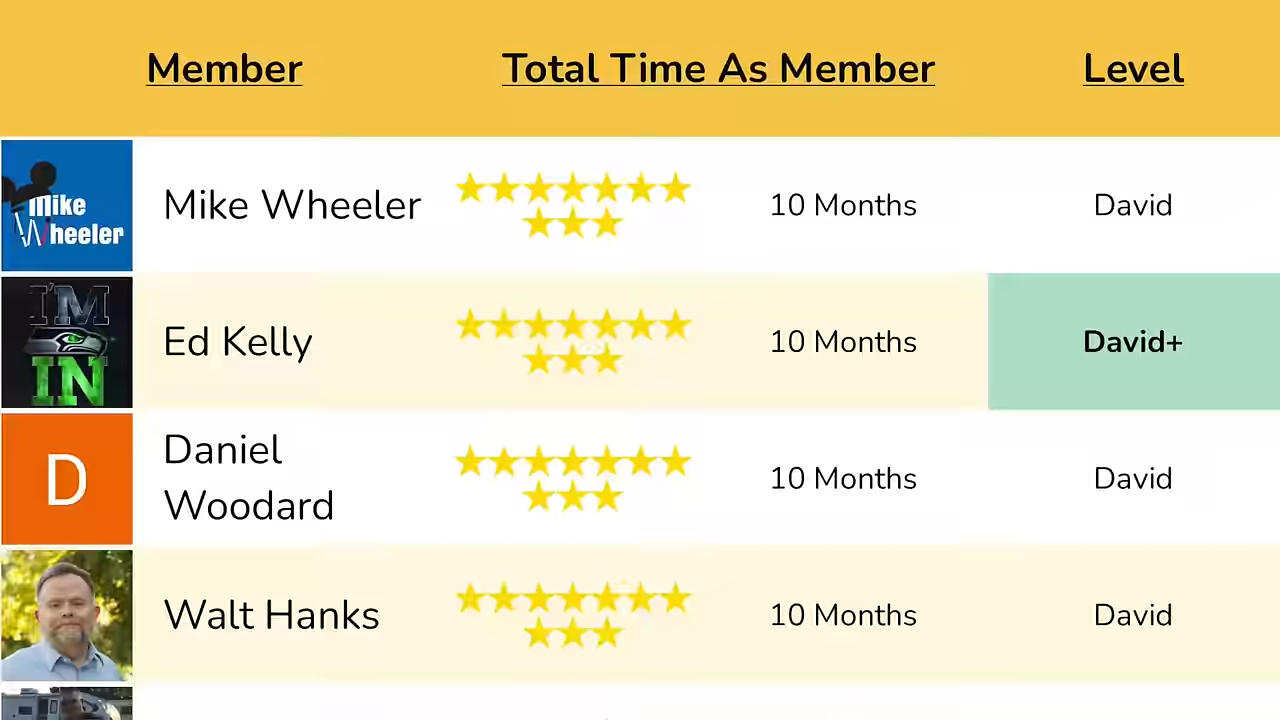 Member Total Time As Member Level
Mike Wheeler
Mike Wheeler 10 Months David
I'M
IN
Ed Kelly 10 Months David+
D
Daniel
Woodard 10 Months David
Walt Hanks 10 Months David